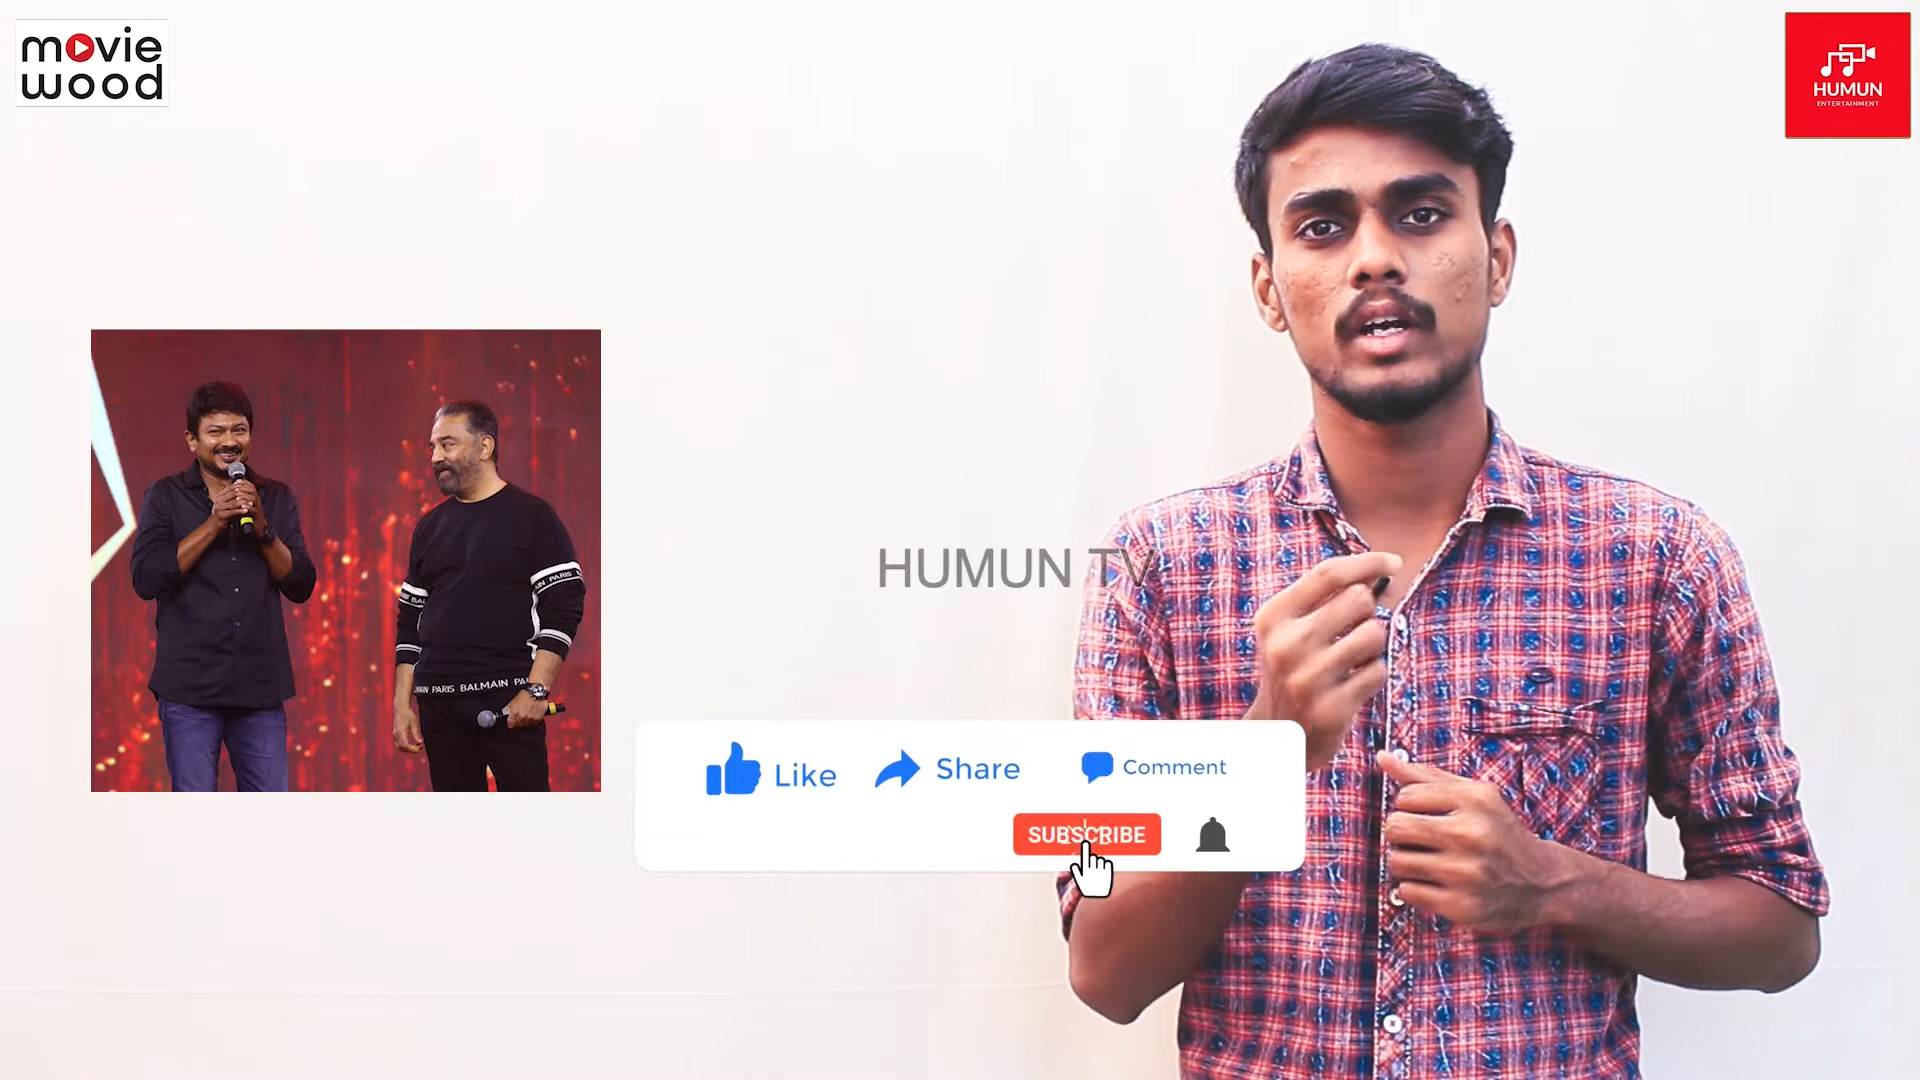 movie
wood
HUMUN
ENTERTAINMENT
HUMUN TV
PARIS BALMAIN
Like
Share
Comment
SUBSCRIBE